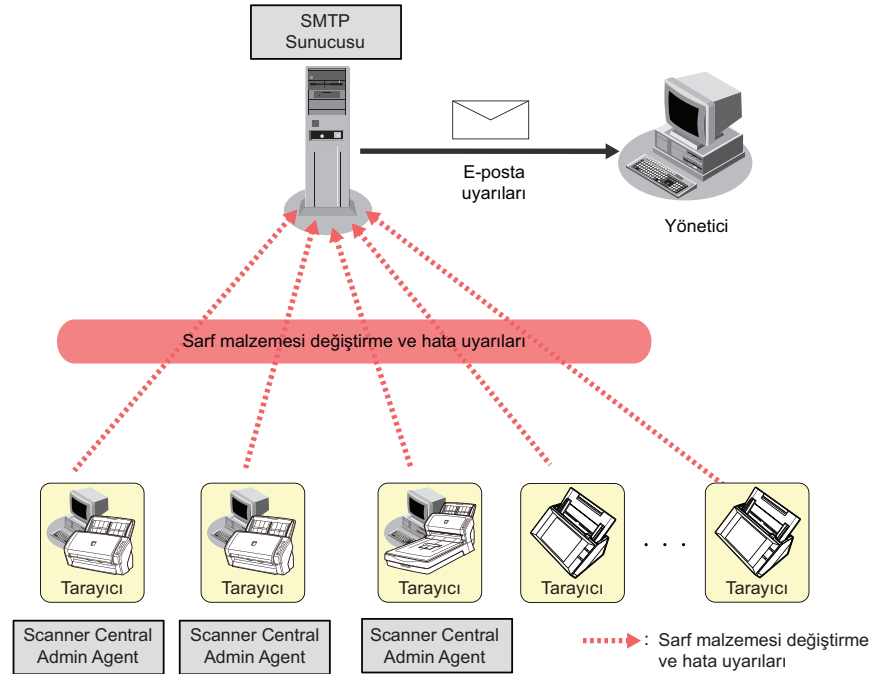 SMTP
Sunucusu
E-posta
uyarıları
Yönetici
Sarf malzemesi değiştirme ve hata uyarıları
Tarayıcı
Tarayıcı
Tarayıcı
Tarayıcı
. . .
Tarayıcı
Scanner Central
Admin Agent
Scanner Central
Admin Agent
Scanner Central
Admin Agent
: Sarf malzemesi değiştirme
ve hata uyarıları